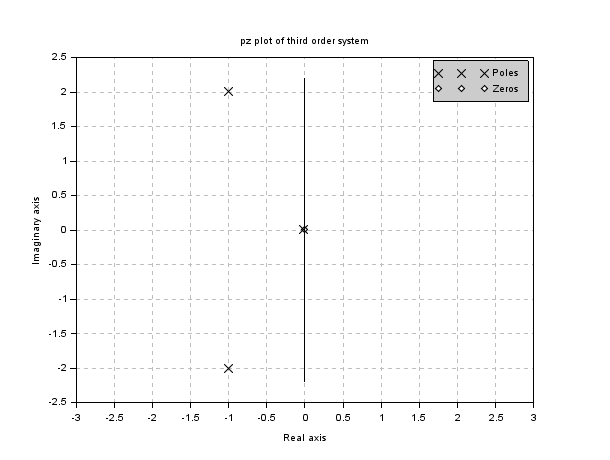 pz plot of third order system
Poles
Zeros
2.5
2
1.5
1
0.5
0
-0.5
-1
-1.5
-2
-2.5
Imaginary axis
-3 -2.5 -2 -1.5 -1 -0.5 0 0.5 1 1.5 2 2.5 3
Real axis